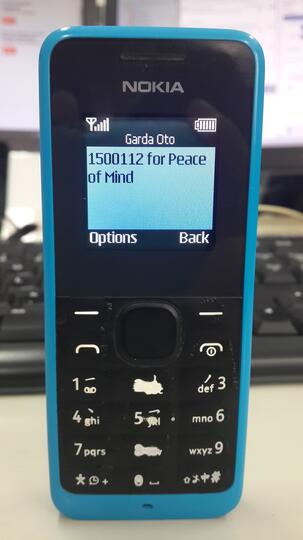 NOKIA
Garda Oto
1500112 for Peace
of Mind
Options Back
1
def 3
4 ghi
5
mno 6
7 pqrs
wxyz 9